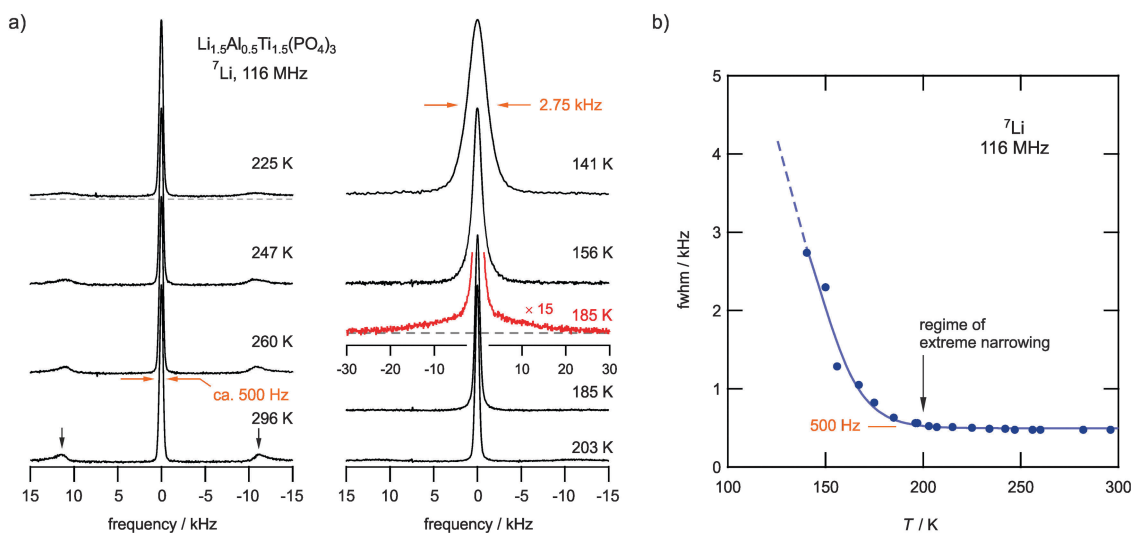 a)
Li1.5Al0.5Ti1.5(PO4)3
7Li, 116 MHz
225 K
247 K
260 K
ca. 500 Hz
296 K
15 10 5 0 -5 -10 -15
frequency / kHz
2.75 kHz
141 K
156 K
× 15
185 K
-30 -20 -10 0 10 20 30
185 K
203 K
15 10 5 0 -5 -10 -15
frequency / kHz
b)
7Li
116 MHz
regime of
extreme narrowing
500 Hz
fwhm / kHz
5
4
3
2
1
0
100 150 200 250 300
T / K